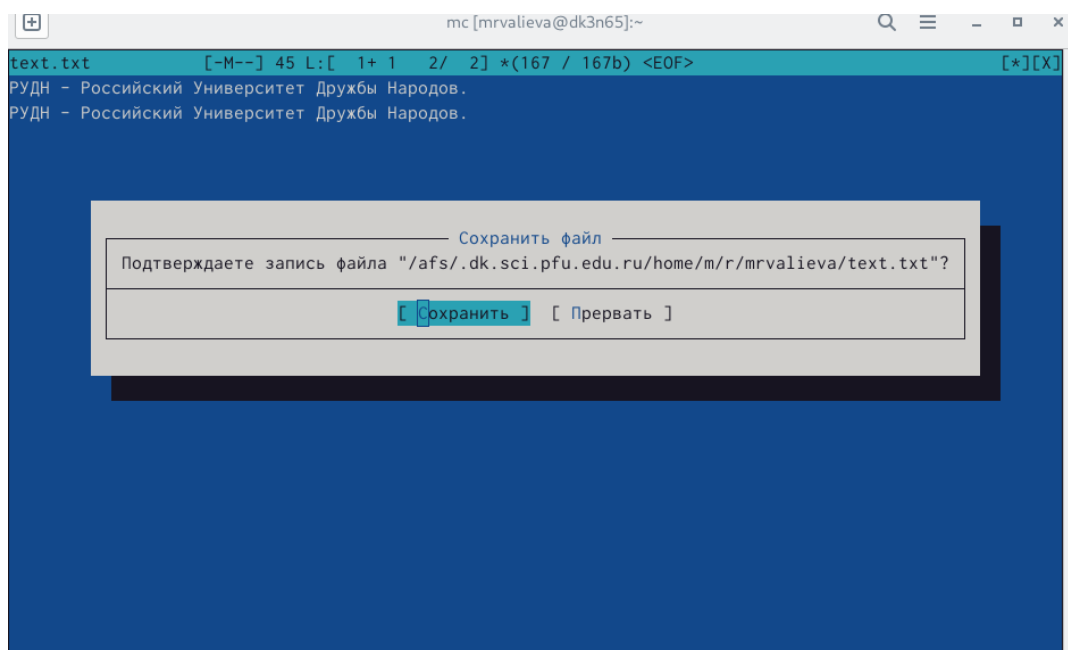 mc [mrvalieva@dk3n65]:~
text.txt [-M--] 45 L:[ 1+ 1 2/ 2] *(167 / 167b) <EOF> [*][X]
РУДН - Российский Университет Дружбы Народов.
РУДН - Российский Университет Дружбы Народов.
Сохранить файл
Подтверждаете запись файла "/afs/.dk.sci.pfu.edu.ru/home/m/r/mrvalieva/text.txt"?
[ Сохранить ] [ Прервать ]